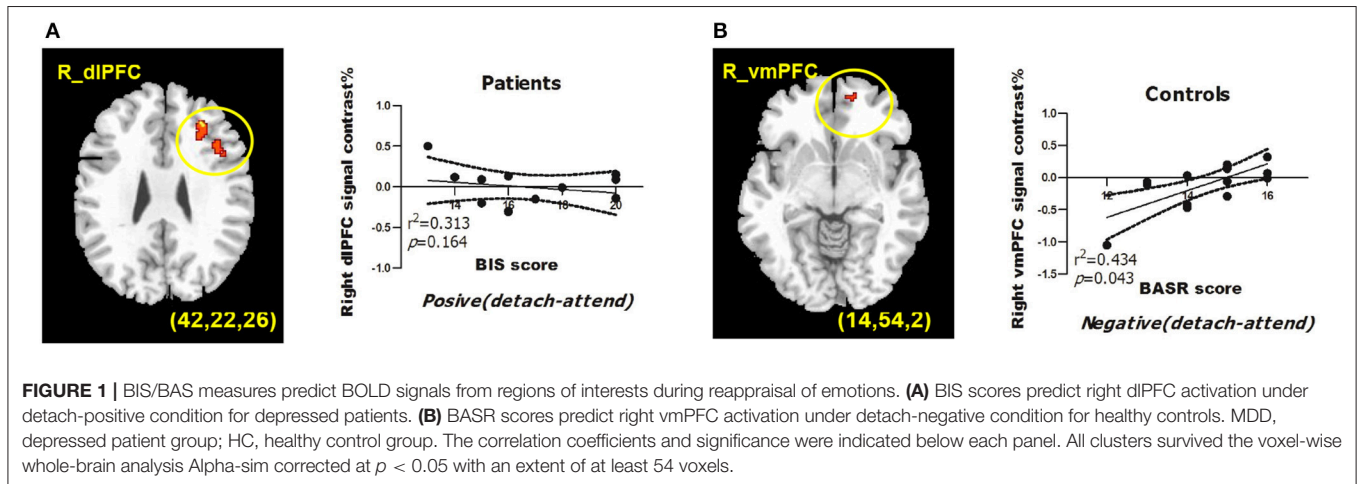 A
R_dlPFC
(42,22,26)
Patients
Right dlPFC signal contrast%
1.0
0.5
0.0
-0.5
-1.0
14
16
18
20
r²=0.313
p=0.164
BIS score
Posive(detach-attend)
B
R_vmPFC
(14,54,2)
Controls
Right vmPFC signal contrast%
1.0
0.5
0.0
-0.5
-1.0
-1.5
12
14
16
r²=0.434
p=0.043
BASR score
Negative(detach-attend)
FIGURE 1 | BIS/BAS measures predict BOLD signals from regions of interests during reappraisal of emotions. (A) BIS scores predict right dlPFC activation under
detach-positive condition for depressed patients. (B) BASR scores predict right vmPFC activation under detach-negative condition for healthy controls. MDD,
depressed patient group; HC, healthy control group. The correlation coefficients and significance were indicated below each panel. All clusters survived the voxel-wise
whole-brain analysis Alpha-sim corrected at p < 0.05 with an extent of at least 54 voxels.